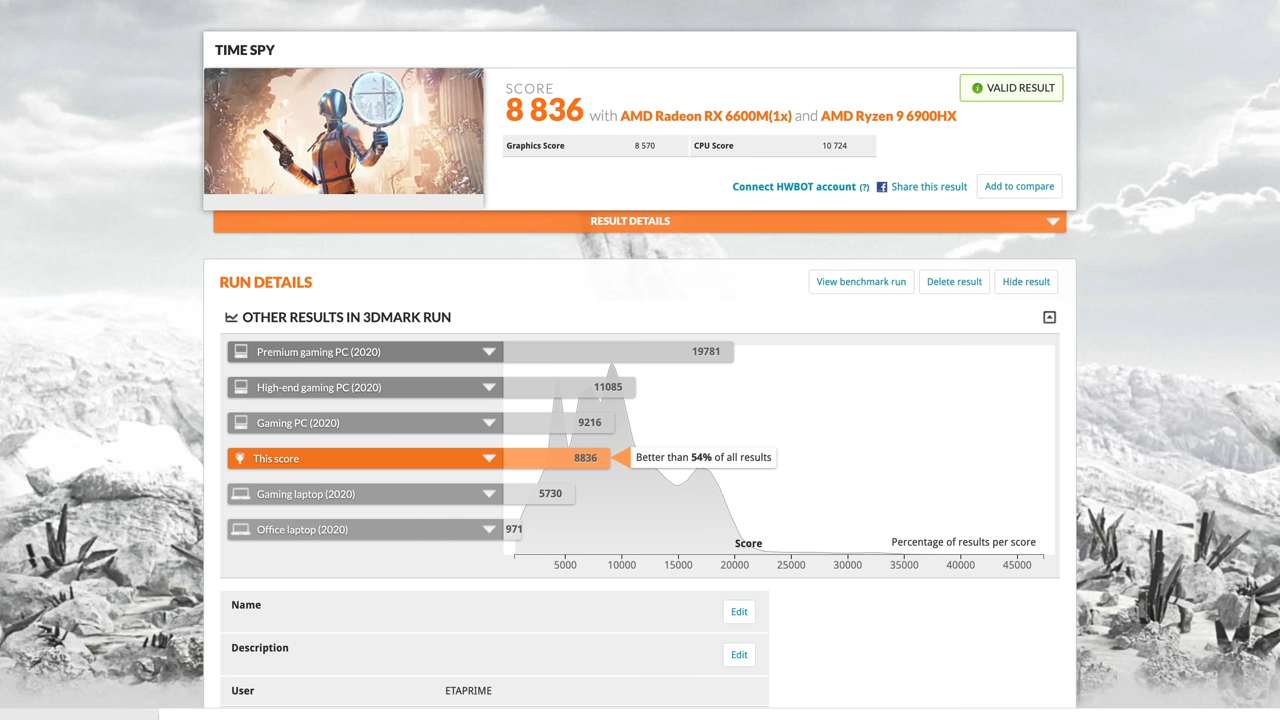 TIME SPY
SCORE
8 836 with AMD Radeon RX 6600M(1x) and AMD Ryzen 9 6900HX
VALID RESULT
Graphics Score 8 570 CPU Score 10 724
Connect HWBOT account (?) Share this result Add to compare
RESULT DETAILS
RUN DETAILS
View benchmark run Delete result Hide result
OTHER RESULTS IN 3DMARK RUN
Premium gaming PC (2020) 19781
High-end gaming PC (2020) 11085
Gaming PC (2020) 9216
This score 8836 Better than 54% of all results
Gaming laptop (2020) 5730
Office laptop (2020) 971
Score Percentage of results per score
5000 10000 15000 20000 25000 30000 35000 40000 45000
Name Edit
Description Edit
User ETAPRIME